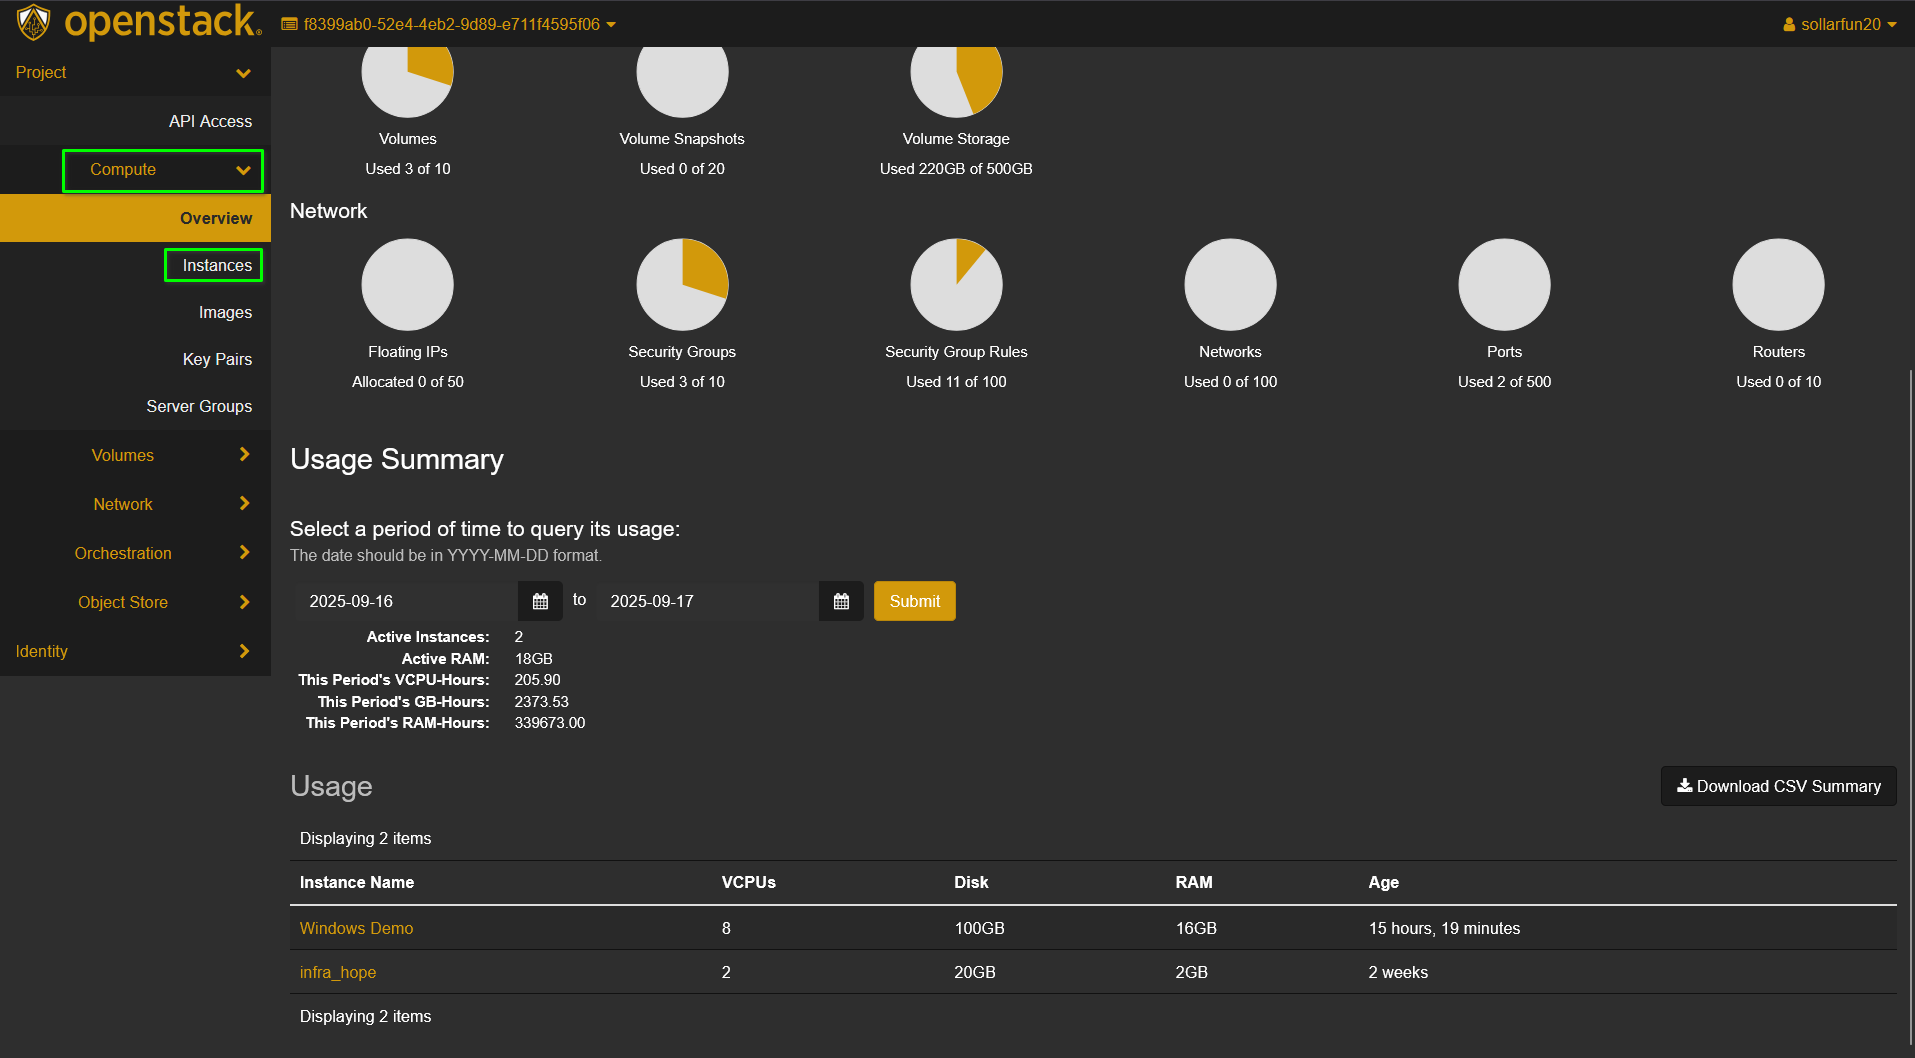 openstack.
f8399ab0-52e4-4eb2-9d89-e711f4595f06
sollarfun20
Project
API Access
Compute
Overview
Instances
Images
Key Pairs
Server Groups
Volumes
Network
Orchestration
Object Store
Identity
Volumes
Used 3 of 10
Volume Snapshots
Used 0 of 20
Volume Storage
Used 220GB of 500GB
Network
Floating IPs
Allocated 0 of 50
Security Groups
Used 3 of 10
Security Group Rules
Used 11 of 100
Networks
Used 0 of 100
Ports
Used 2 of 500
Routers
Used 0 of 10
Usage Summary
Select a period of time to query its usage:
The date should be in YYYY-MM-DD format.
2025-09-16 to 2025-09-17 Submit
Active Instances: 2
Active RAM: 18GB
This Period's VCPU-Hours: 205.90
This Period's GB-Hours: 2373.53
This Period's RAM-Hours: 339673.00
Usage
Download CSV Summary
Displaying 2 items
Instance Name VCPUs Disk RAM Age
Windows Demo 8 100GB 16GB 15 hours, 19 minutes
infra_hope 2 20GB 2GB 2 weeks
Displaying 2 items